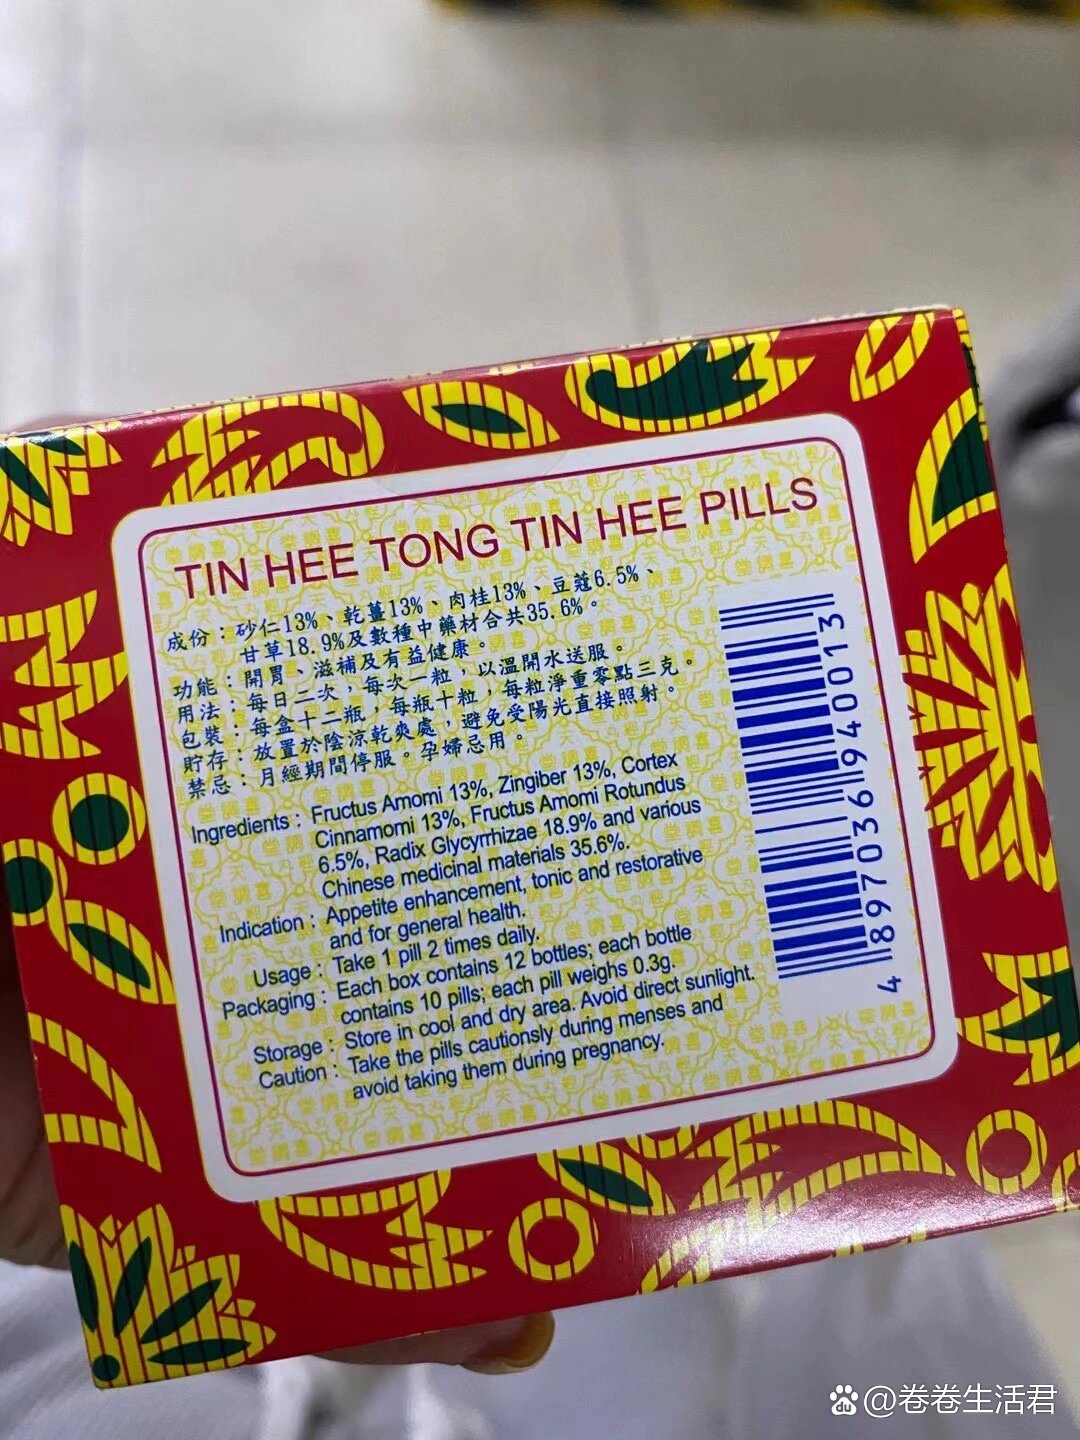 TIN HEE TONG TIN HEE PILLS
成份：砂仁13%、乾薑13%、肉桂13%、豆蔻6.5%、
甘草18.9%及數種中藥材合共35.6%。
功能：開胃、滋補及有益健康。
用法：每日二次，每次一粒，以溫開水送服。
包裝：每盒十二瓶，每瓶十粒，每粒淨重零點三克。
貯存：放置於陰涼乾爽處，避免受陽光直接照射。
禁忌：月經期間停服。孕婦忌用。
Ingredients : Fructus Amomi 13%, Zingiber 13%, Cortex
Cinnamomi 13%, Fructus Amomi Rotundus
6.5%, Radix Glycyrrhizae 18.9% and various
Chinese medicinal materials 35.6%.
Indication : Appetite enhancement, tonic and restorative
and for general health.
Usage : Take 1 pill 2 times daily.
Packaging : Each box contains 12 bottles; each bottle
contains 10 pills; each pill weighs 0.3g.
Storage : Store in cool and dry area. Avoid direct sunlight.
Caution : Take the pills cautionsly during menses and
avoid taking them during pregnancy.
4 897036 940013
du @卷卷生活君